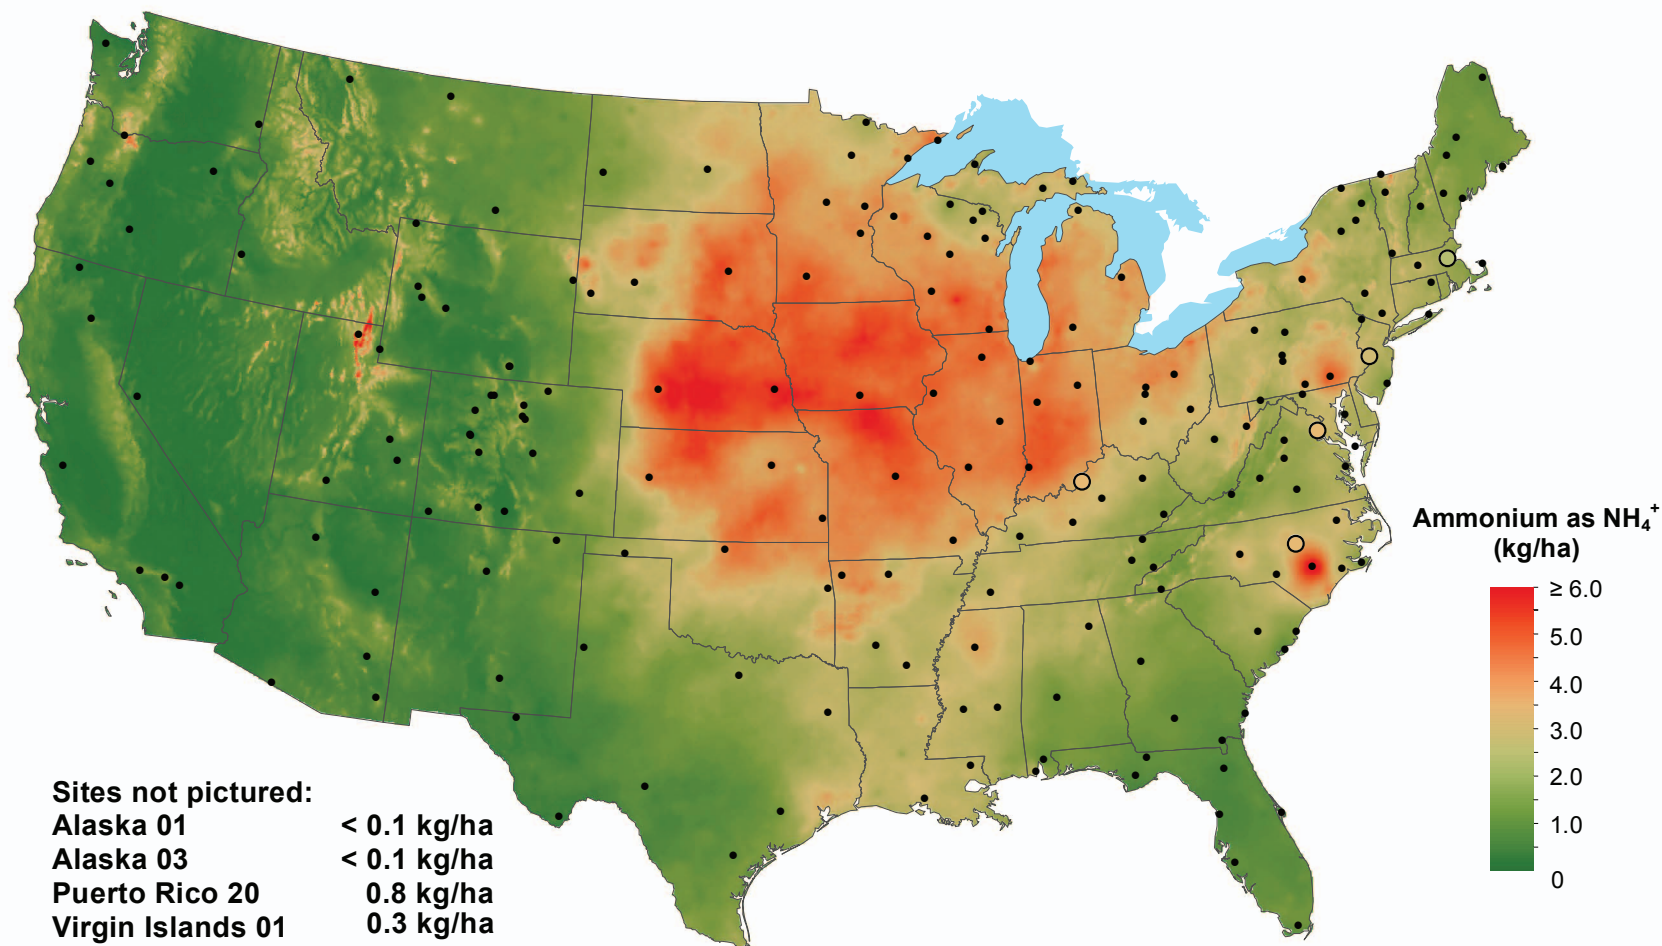 Ammonium as NH₄⁺
(kg/ha)
≥ 6.0
5.0
4.0
3.0
2.0
1.0
0
Sites not pictured:
Alaska 01 < 0.1 kg/ha
Alaska 03 < 0.1 kg/ha
Puerto Rico 20 0.8 kg/ha
Virgin Islands 01 0.3 kg/ha